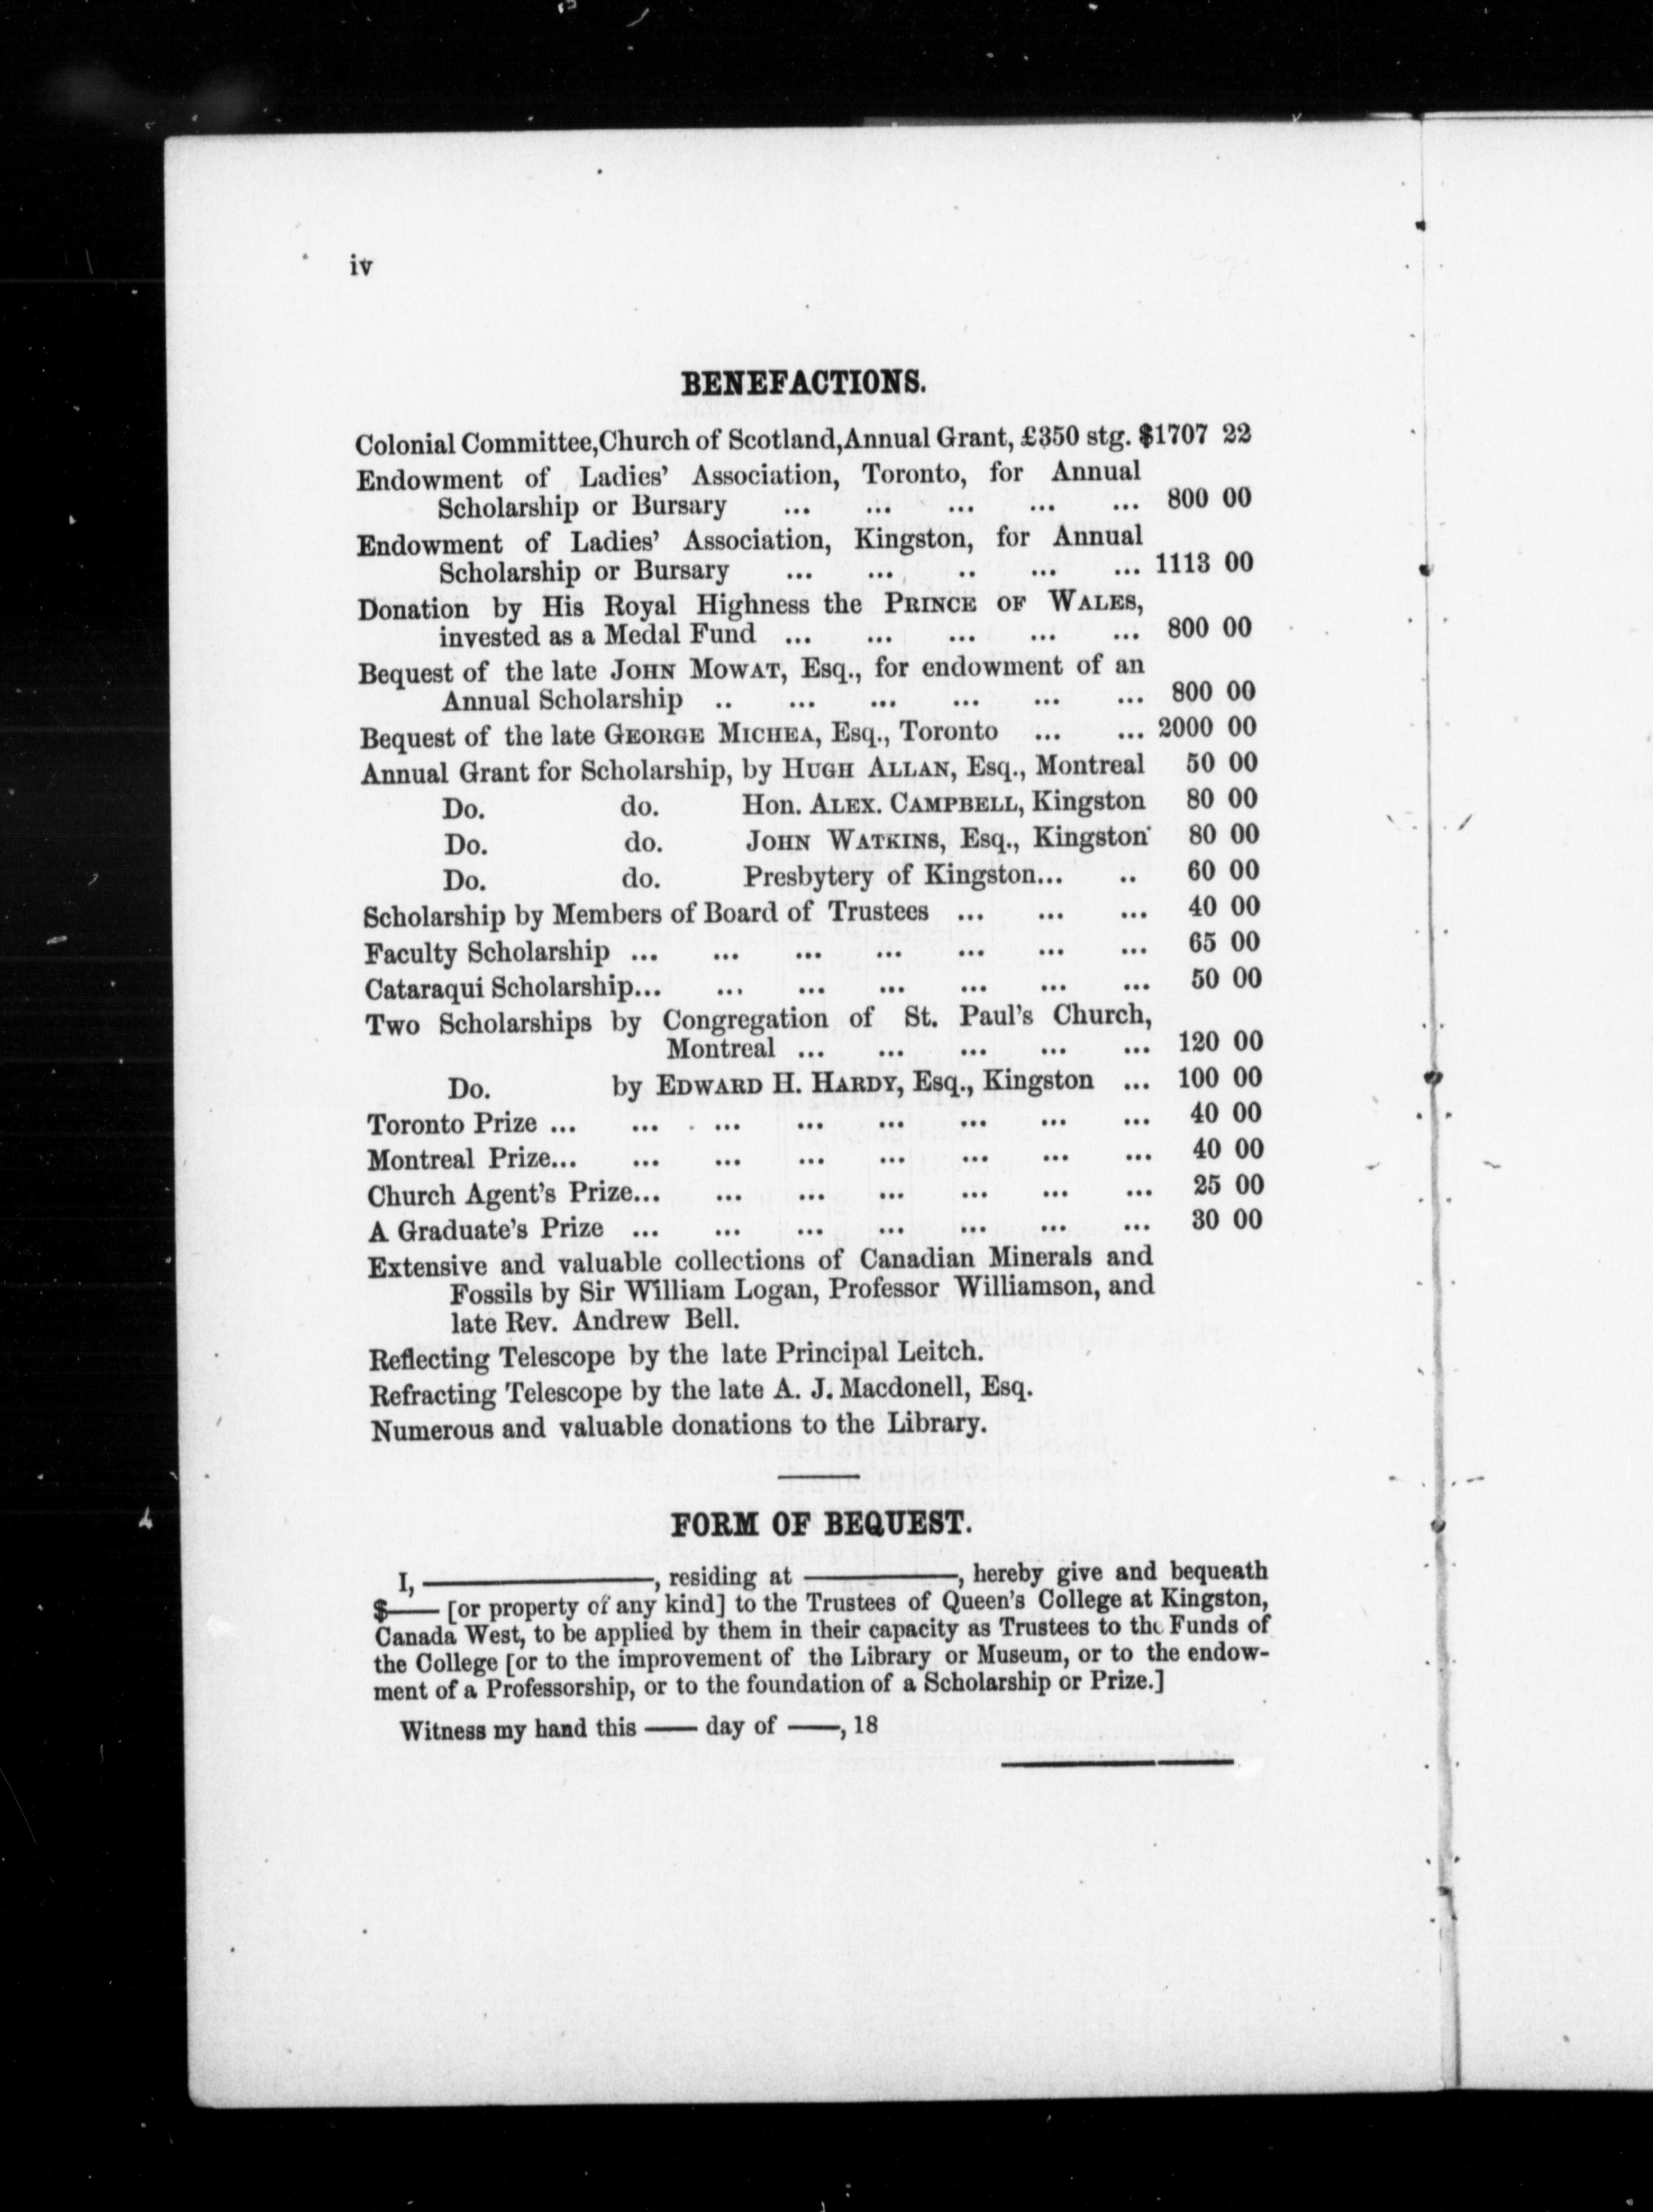 iv
BENEFACTIONS.
Colonial Committee, Church of Scotland, Annual Grant, £350 stg. $1707 22
Endowment of Ladies' Association, Toronto, for Annual
Scholarship or Bursary ... ... ... ... ... 800 00
Endowment of Ladies' Association, Kingston, for Annual
Scholarship or Bursary ... ... .. ... ... 1113 00
Donation by His Royal Highness the PRINCE OF WALES,
invested as a Medal Fund ... ... ... ... ... 800 00
Bequest of the late JOHN MOWAT, Esq., for endowment of an
Annual Scholarship .. ... ... ... ... ... 800 00
Bequest of the late GEORGE MICHEA, Esq., Toronto ... ... 2000 00
Annual Grant for Scholarship, by HUGH ALLAN, Esq., Montreal 50 00
Do. do. Hon. ALEX. CAMPBELL, Kingston 80 00
Do. do. JOHN WATKINS, Esq., Kingston 80 00
Do. do. Presbytery of Kingston... .. 60 00
Scholarship by Members of Board of Trustees ... ... ... 40 00
Faculty Scholarship ... ... ... ... ... ... ... 65 00
Cataraqui Scholarship... ... ... ... ... ... ... 50 00
Two Scholarships by Congregation of St. Paul's Church,
Montreal ... ... ... ... ... 120 00
Do. by EDWARD H. HARDY, Esq., Kingston ... 100 00
Toronto Prize ... ... ... ... ... ... ... ... 40 00
Montreal Prize... ... ... ... ... ... ... ... 40 00
Church Agent's Prize... ... ... ... ... ... ... 25 00
A Graduate's Prize ... ... ... ... ... ... ... 30 00
Extensive and valuable collections of Canadian Minerals and
Fossils by Sir William Logan, Professor Williamson, and
late Rev. Andrew Bell.
Reflecting Telescope by the late Principal Leitch.
Refracting Telescope by the late A. J. Macdonell, Esq.
Numerous and valuable donations to the Library.
FORM OF BEQUEST.
I, ————, residing at ————, hereby give and bequeath
$—— [or property of any kind] to the Trustees of Queen's College at Kingston,
Canada West, to be applied by them in their capacity as Trustees to the Funds of
the College [or to the improvement of the Library or Museum, or to the endow-
ment of a Professorship, or to the foundation of a Scholarship or Prize.]
Witness my hand this —— day of ——, 18